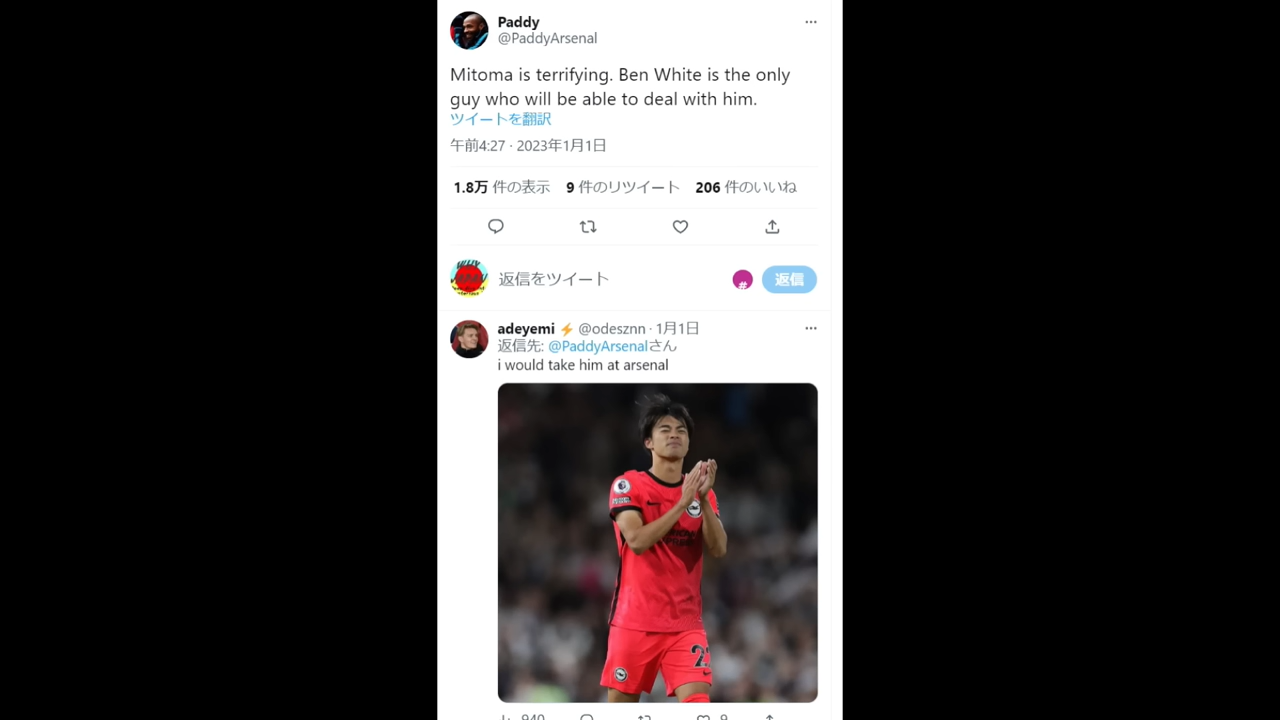 Paddy
@PaddyArsenal
Mitoma is terrifying. Ben White is the only
guy who will be able to deal with him.
ツイートを翻訳
午前4:27 · 2023年1月1日
1.8万 件の表示 9 件のリツイート 206 件のいいね
返信をツイート
#
返信
adeyemi ⚡ @odesznn · 1月1日
返信先: @PaddyArsenalさん
i would take him at arsenal
2
940
9